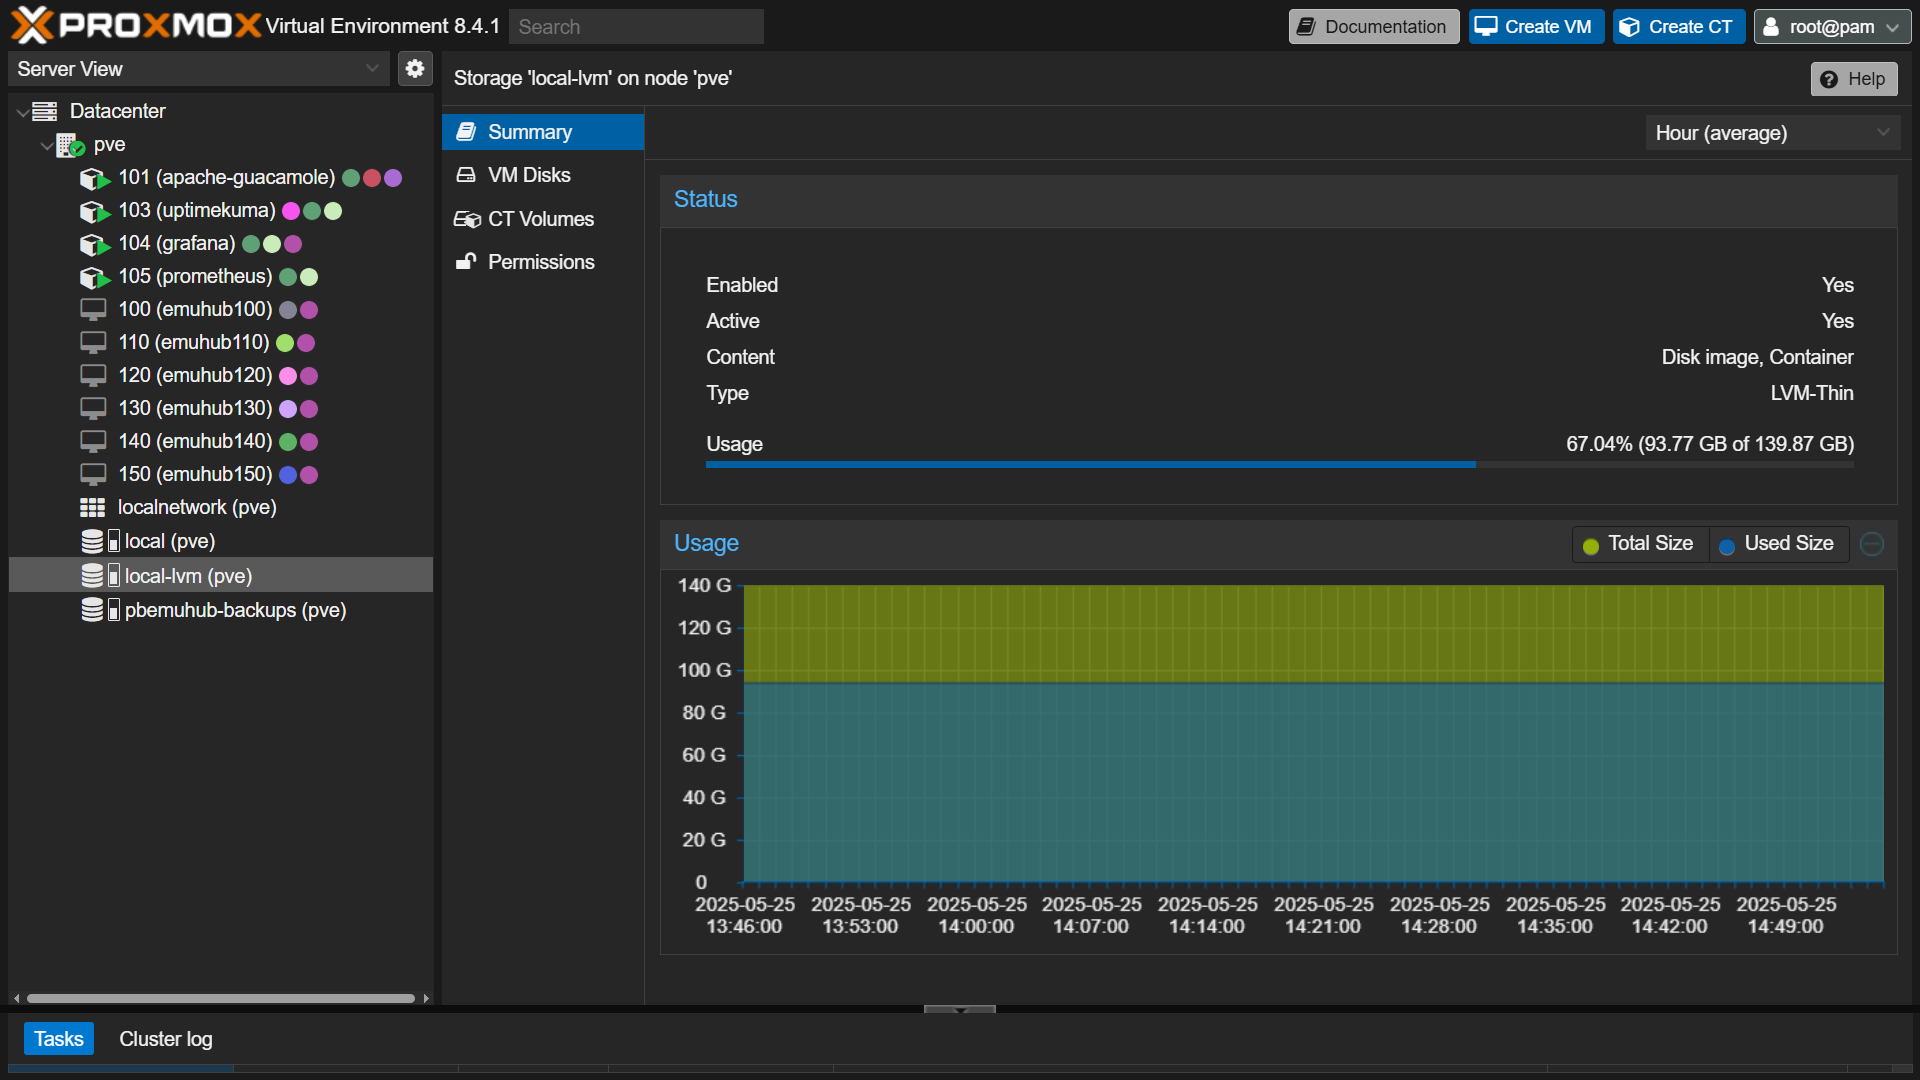 PROXMOX Virtual Environment 8.4.1 Search Documentation Create VM Create CT root@pam
Server View
Storage 'local-lvm' on node 'pve' Help
Datacenter
pve
101 (apache-guacamole)
103 (uptimekuma)
104 (grafana)
105 (prometheus)
100 (emuhub100)
110 (emuhub110)
120 (emuhub120)
130 (emuhub130)
140 (emuhub140)
150 (emuhub150)
localnetwork (pve)
local (pve)
local-lvm (pve)
pbemuhub-backups (pve)
Summary
VM Disks
CT Volumes
Permissions
Hour (average)
Status
Enabled Yes
Active Yes
Content Disk image, Container
Type LVM-Thin
Usage 67.04% (93.77 GB of 139.87 GB)
Usage Total Size Used Size
140 G
120 G
100 G
80 G
60 G
40 G
20 G
0
2025-05-25 2025-05-25 2025-05-25 2025-05-25 2025-05-25 2025-05-25 2025-05-25 2025-05-25 2025-05-25 2025-05-25
13:46:00 13:53:00 14:00:00 14:07:00 14:14:00 14:21:00 14:28:00 14:35:00 14:42:00 14:49:00
Tasks Cluster log